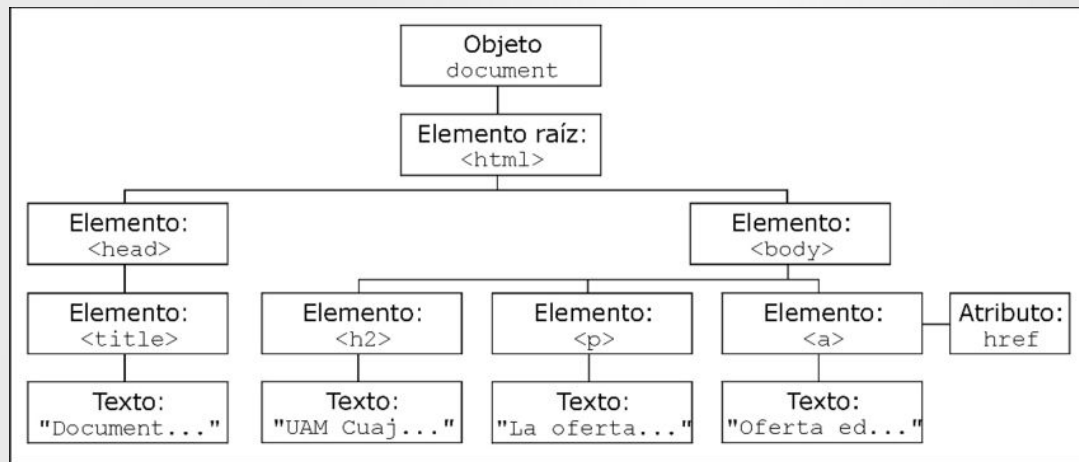 Objeto
document
Elemento raíz:
<html>
Elemento:
<head>
Elemento:
<body>
Elemento:
<title>
Elemento:
<h2>
Elemento:
<p>
Elemento:
<a>
Atributo:
href
Texto:
"Document..."
Texto:
"UAM Cuaj..."
Texto:
"La oferta..."
Texto:
"Oferta ed..."